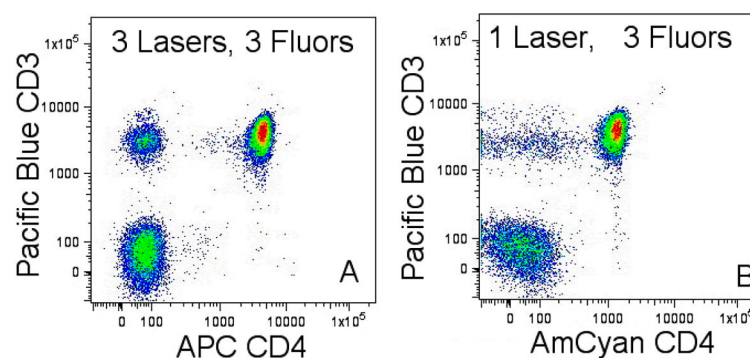 3 Lasers, 3 Fluors
Pacific Blue CD3
1x10⁵
10000
1000
100
0
A
0 100 1000 10000 1x10⁵
APC CD4
1 Laser, 3 Fluors
Pacific Blue CD3
1x10⁵
10000
1000
100
0
B
0 100 1000 10000 1x10⁵
AmCyan CD4